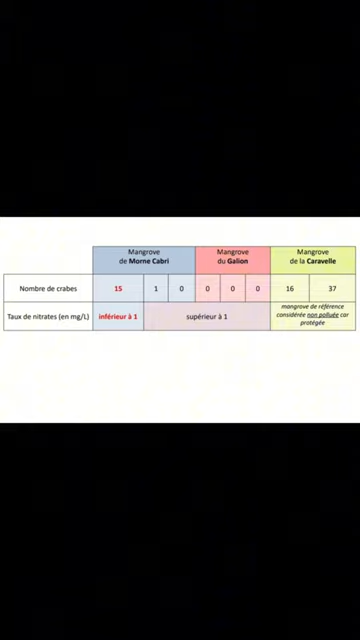 Mangrove
de Morne Cabri
Mangrove
du Galion
Mangrove
de la Caravelle
Nombre de crabes 15 1 0 0 0 0 16 37
Taux de nitrates (en mg/L) inférieur à 1 supérieur à 1 mangrove de référence
considérée non polluée car
protégée